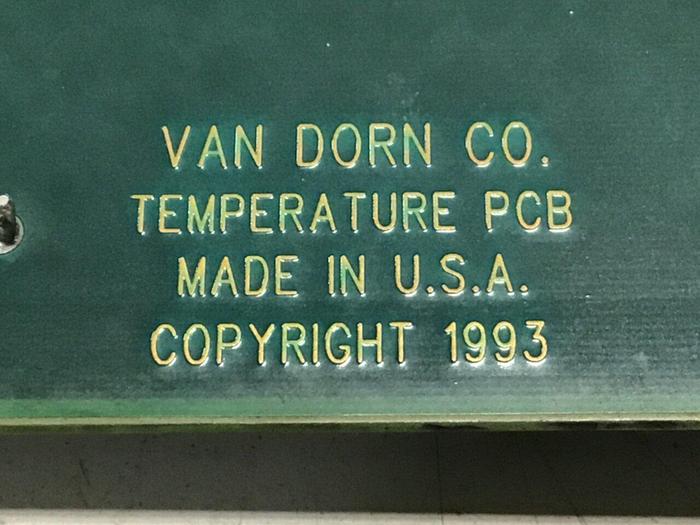 VAN DORN CO.
TEMPERATURE PCB
MADE IN U.S.A.
COPYRIGHT 1993